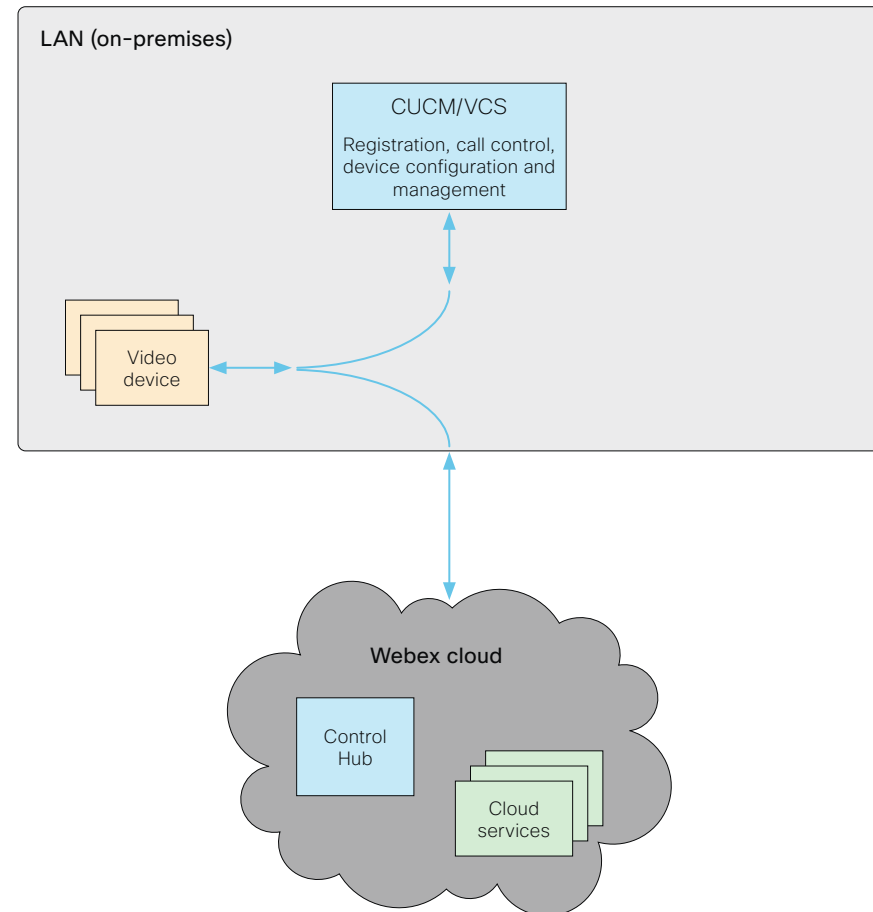 LAN (on-premises)
CUCM/VCS
Registration, call control,
device configuration and
management
Video
device
Webex cloud
Control
Hub
Cloud
services